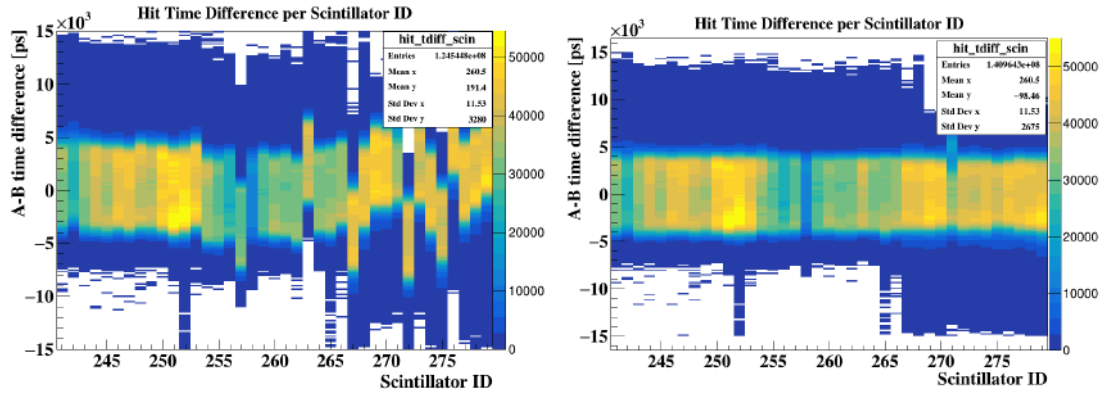 Hit Time Difference per Scintillator ID
×10³
A-B time difference [ps]
15
10
5
0
−5
−10
−15
hit_tdiff_scin
Entries 1.245448e+08
Mean x 260.5
Mean y 191.4
Std Dev x 11.53
Std Dev y 3280
50000
40000
30000
20000
10000
0
245 250 255 260 265 270 275
Scintillator ID
Hit Time Difference per Scintillator ID
×10³
A-B time difference [ps]
15
10
5
0
−5
−10
−15
hit_tdiff_scin
Entries 1.409643e+08
Mean x 260.5
Mean y −98.46
Std Dev x 11.53
Std Dev y 2675
50000
40000
30000
20000
10000
0
245 250 255 260 265 270 275
Scintillator ID